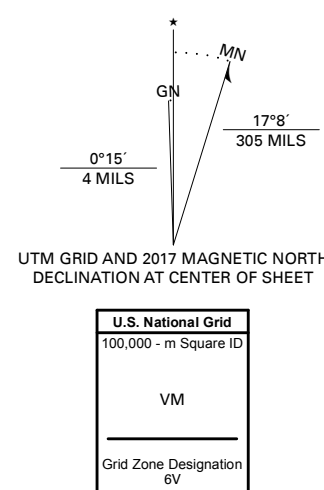 ★
MN
GN
17°8´
305 MILS
0°15´
4 MILS
UTM GRID AND 2017 MAGNETIC NORTH
DECLINATION AT CENTER OF SHEET
U.S. National Grid
100,000 - m Square ID
VM
Grid Zone Designation
6V